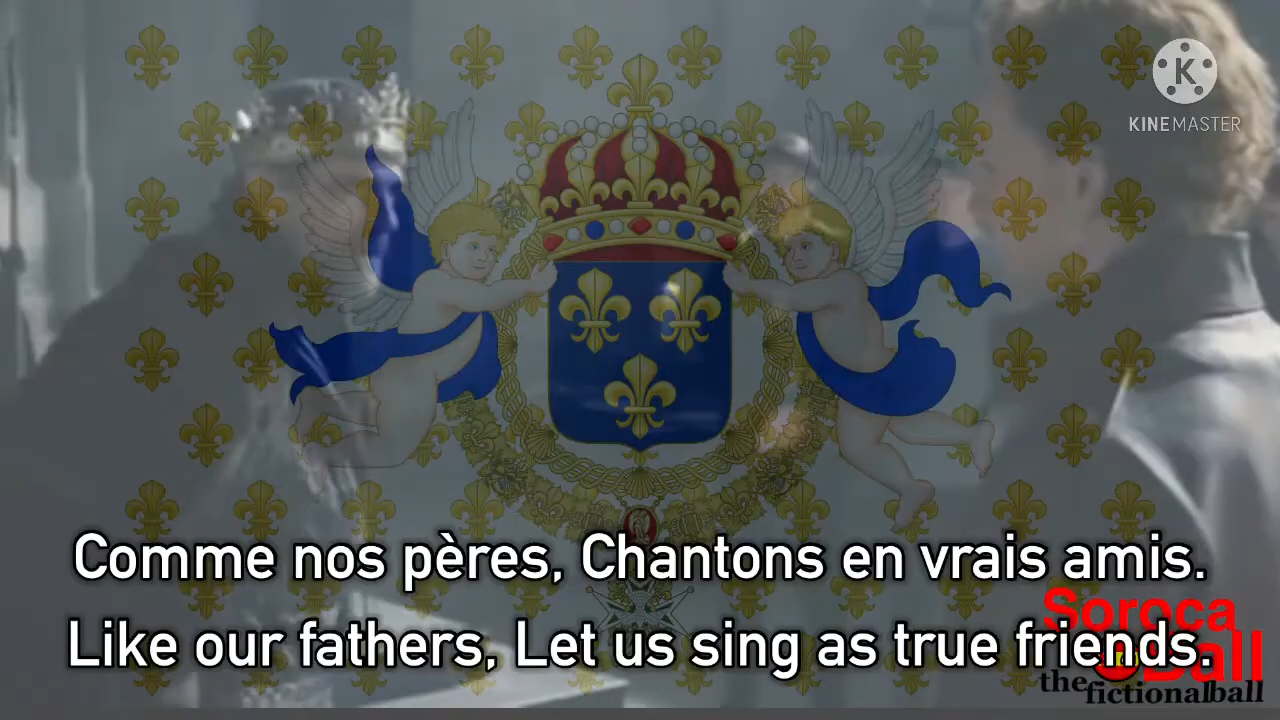 K
KINEMASTER
Comme nos pères, Chantons en vrais amis.
Like our fathers, Let us sing as true friends.
Soroca
Ball
the fictionalball